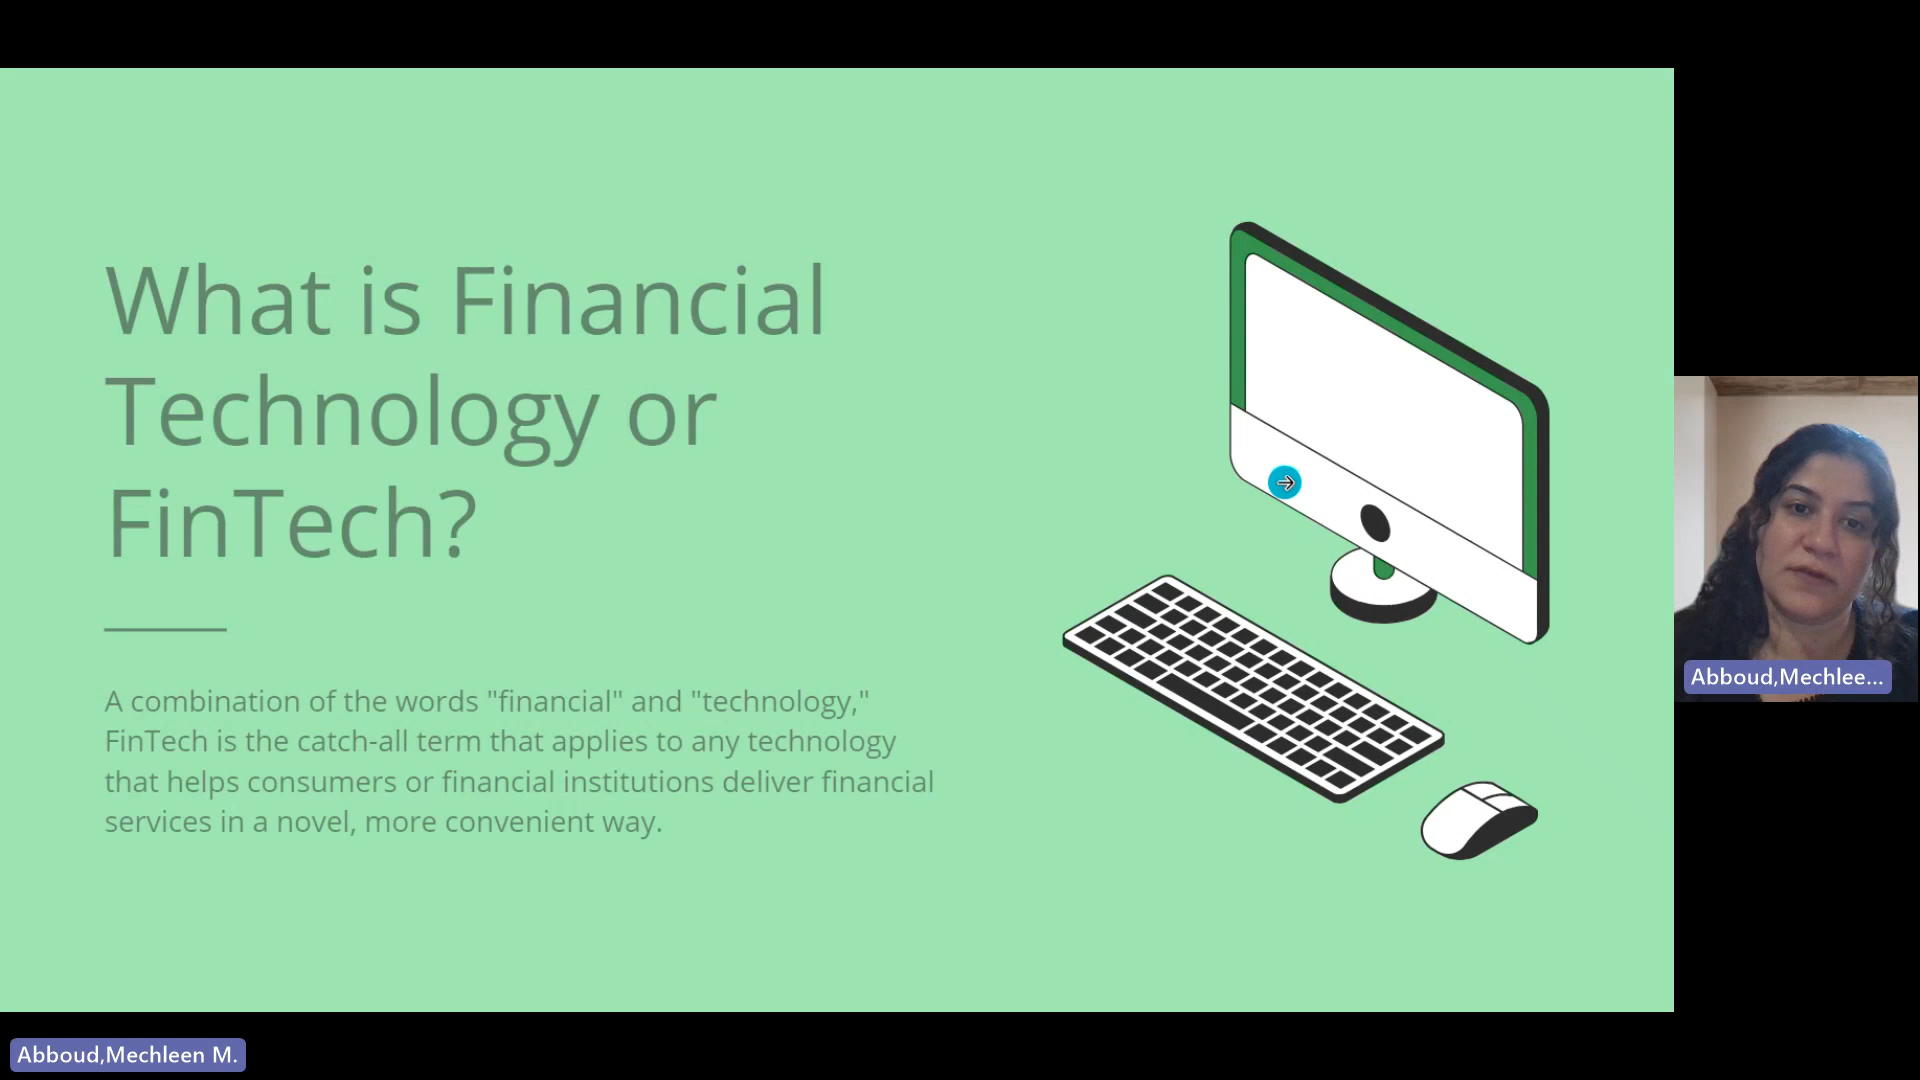 What is Financial
Technology or
FinTech?
A combination of the words "financial" and "technology,"
FinTech is the catch-all term that applies to any technology
that helps consumers or financial institutions deliver financial
services in a novel, more convenient way.
Abboud,Mechlee...
Abboud,Mechleen M.